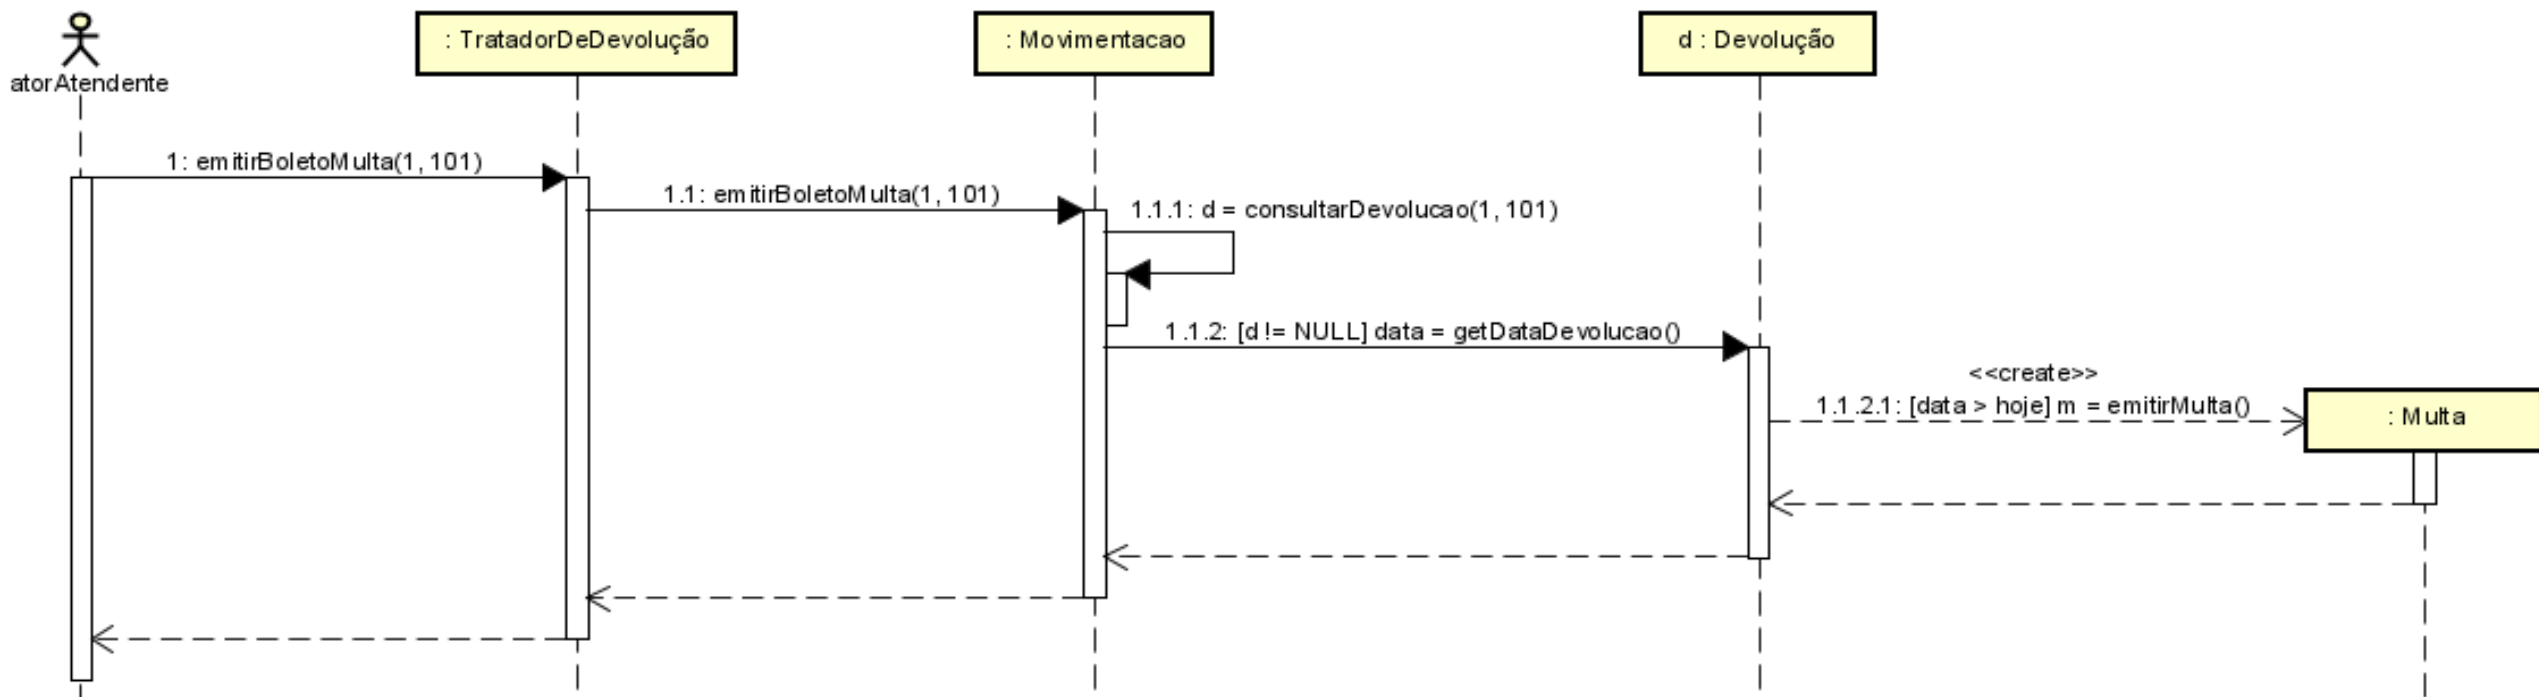 : TratadorDeDevolução
: Movimentacao
d : Devolução
atorAtendente
1: emitirBoletoMulta(1, 101)
1.1: emitirBoletoMulta(1, 101)
1.1.1: d = consultarDevolucao(1, 101)
1.1.2: [d != NULL] data = getDataDevolucao()
<<create>>
1.1.2.1: [data > hoje] m = emitirMulta()
: Multa